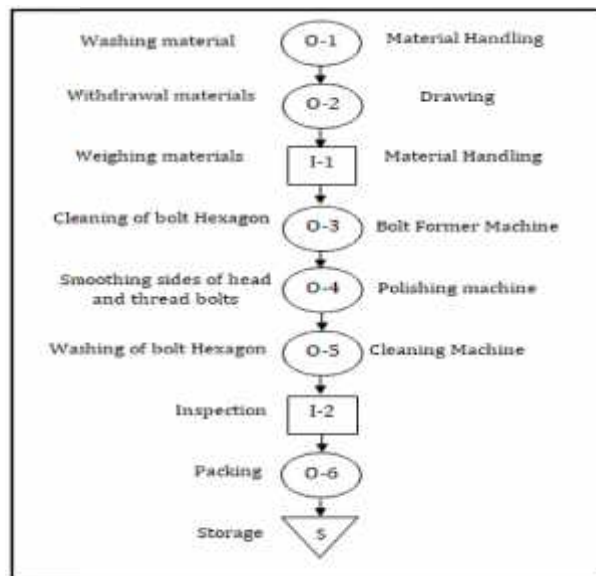 Washing material O-1 Material Handling
Withdrawal materials O-2 Drawing
Weighing materials I-1 Material Handling
Cleaning of bolt Hexagon O-3 Bolt Former Machine
Smoothing sides of head
and thread bolts O-4 Polishing machine
Washing of bolt Hexagon O-5 Cleaning Machine
Inspection I-2
Packing O-6
Storage S